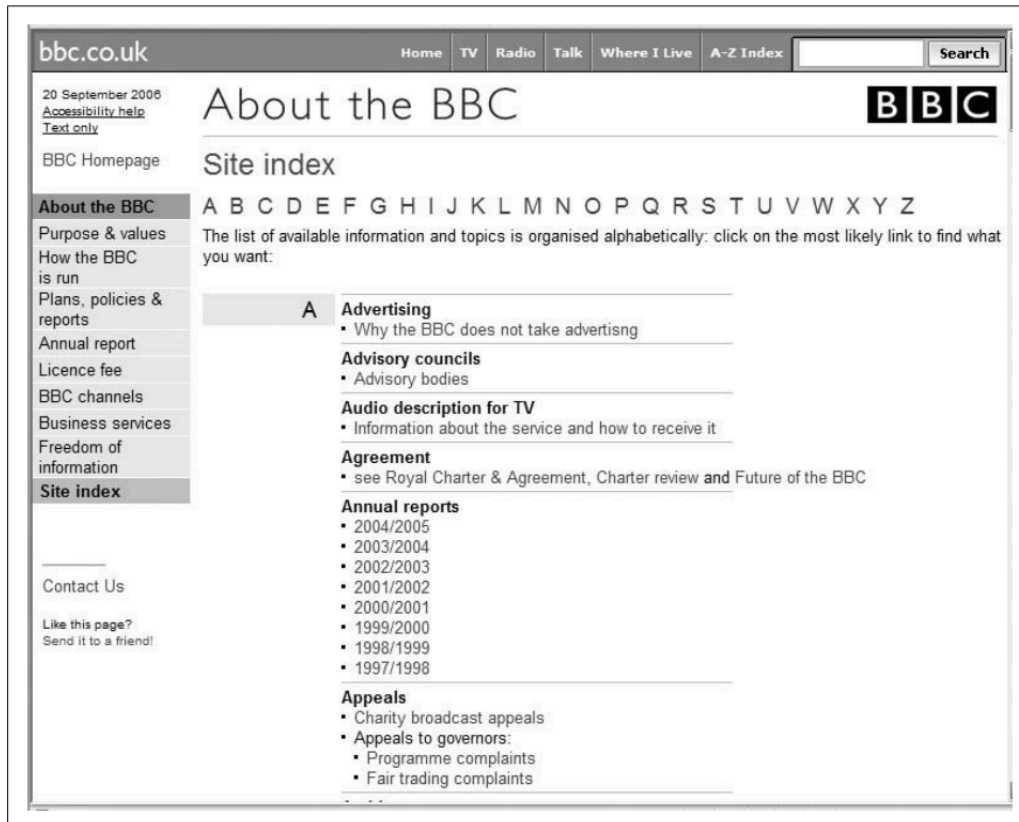 bbc.co.uk
Home TV Radio Talk Where I Live A-Z Index Search
20 September 2006
Accessibility help
Text only
BBC Homepage
About the BBC
Purpose & values
How the BBC
is run
Plans, policies &
reports
Annual report
Licence fee
BBC channels
Business services
Freedom of
information
Site index
Contact Us
Like this page?
Send it to a friend!
About the BBC
BBC
Site index
A B C D E F G H I J K L M N O P Q R S T U V W X Y Z
The list of available information and topics is organised alphabetically: click on the most likely link to find what
you want:
A
Advertising
▪ Why the BBC does not take advertisng
Advisory councils
▪ Advisory bodies
Audio description for TV
▪ Information about the service and how to receive it
Agreement
▪ see Royal Charter & Agreement, Charter review and Future of the BBC
Annual reports
▪ 2004/2005
▪ 2003/2004
▪ 2002/2003
▪ 2001/2002
▪ 2000/2001
▪ 1999/2000
▪ 1998/1999
▪ 1997/1998
Appeals
▪ Charity broadcast appeals
▪ Appeals to governors:
▪ Programme complaints
▪ Fair trading complaints